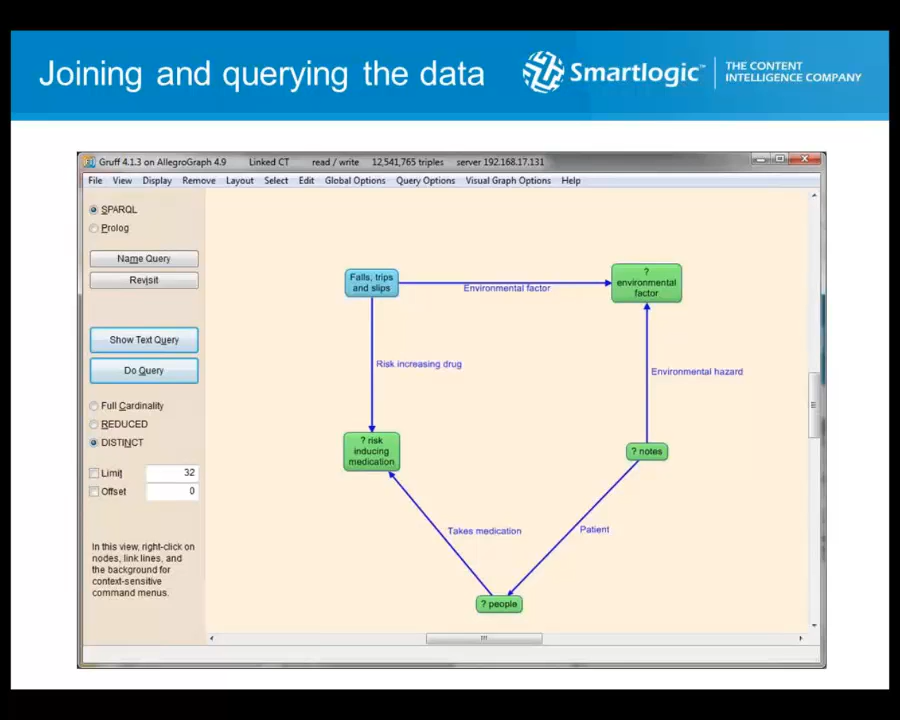 Joining and querying the data
Smartlogic™
THE CONTENT
INTELLIGENCE COMPANY
Gruff 4.1.3 on AllegroGraph 4.9 Linked CT read / write 12,541,765 triples server 192.168.17.131
File View Display Remove Layout Select Edit Global Options Query Options Visual Graph Options Help
SPARQL
Prolog
Name Query
Revisit
Show Text Query
Do Query
Full Cardinality
REDUCED
DISTINCT
Limit 32
Offset 0
In this view, right-click on
nodes, link lines, and
the background for
context-sensitive
command menus.
Falls, trips
and slips
Environmental factor
?
environmental
factor
Risk increasing drug
Environmental hazard
? risk
inducing
medication
? notes
Takes medication
Patient
? people